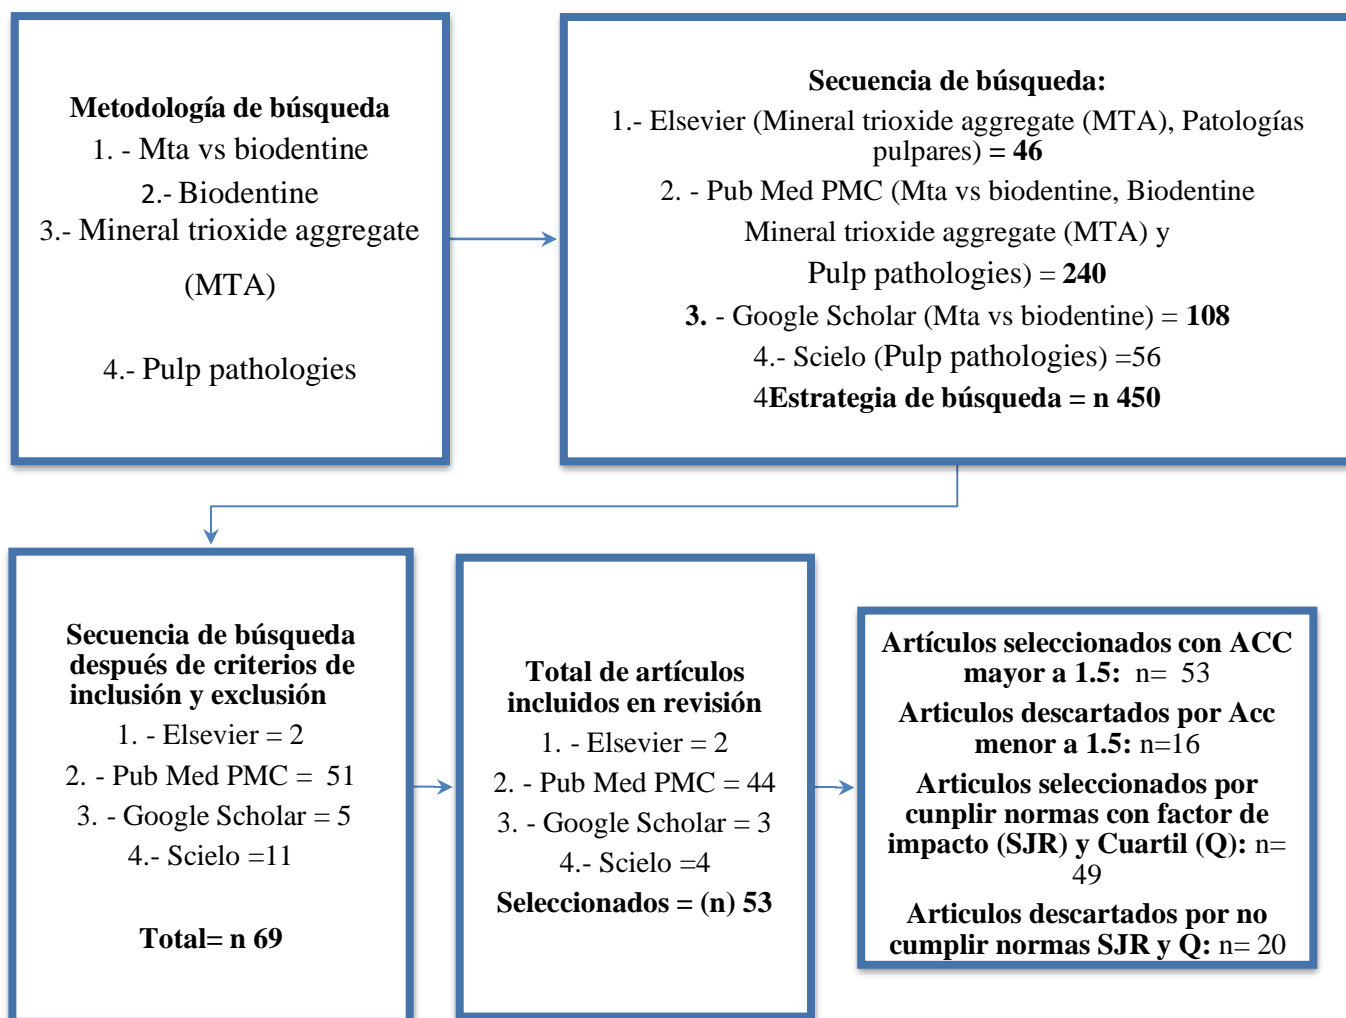 Metodología de búsqueda
1. - Mta vs biodentine
2.- Biodentine
3.- Mineral trioxide aggregate
(MTA)
4.- Pulp pathologies
Secuencia de búsqueda:
1.- Elsevier (Mineral trioxide aggregate (MTA), Patologías
pulpares) = 46
2. - Pub Med PMC (Mta vs biodentine, Biodentine
Mineral trioxide aggregate (MTA) y
Pulp pathologies) = 240
3. - Google Scholar (Mta vs biodentine) = 108
4.- Scielo (Pulp pathologies) =56
4Estrategia de búsqueda = n 450
Secuencia de búsqueda
después de criterios de
inclusión y exclusión
1. - Elsevier = 2
2. - Pub Med PMC = 51
3. - Google Scholar = 5
4.- Scielo =11
Total= n 69
Total de artículos
incluidos en revisión
1. - Elsevier = 2
2. - Pub Med PMC = 44
3. - Google Scholar = 3
4.- Scielo =4
Seleccionados = (n) 53
Artículos seleccionados con ACC
mayor a 1.5: n= 53
Articulos descartados por Acc
menor a 1.5: n=16
Articulos seleccionados por
cunplir normas con factor de
impacto (SJR) y Cuartil (Q): n=
49
Articulos descartados por no
cumplir normas SJR y Q: n= 20